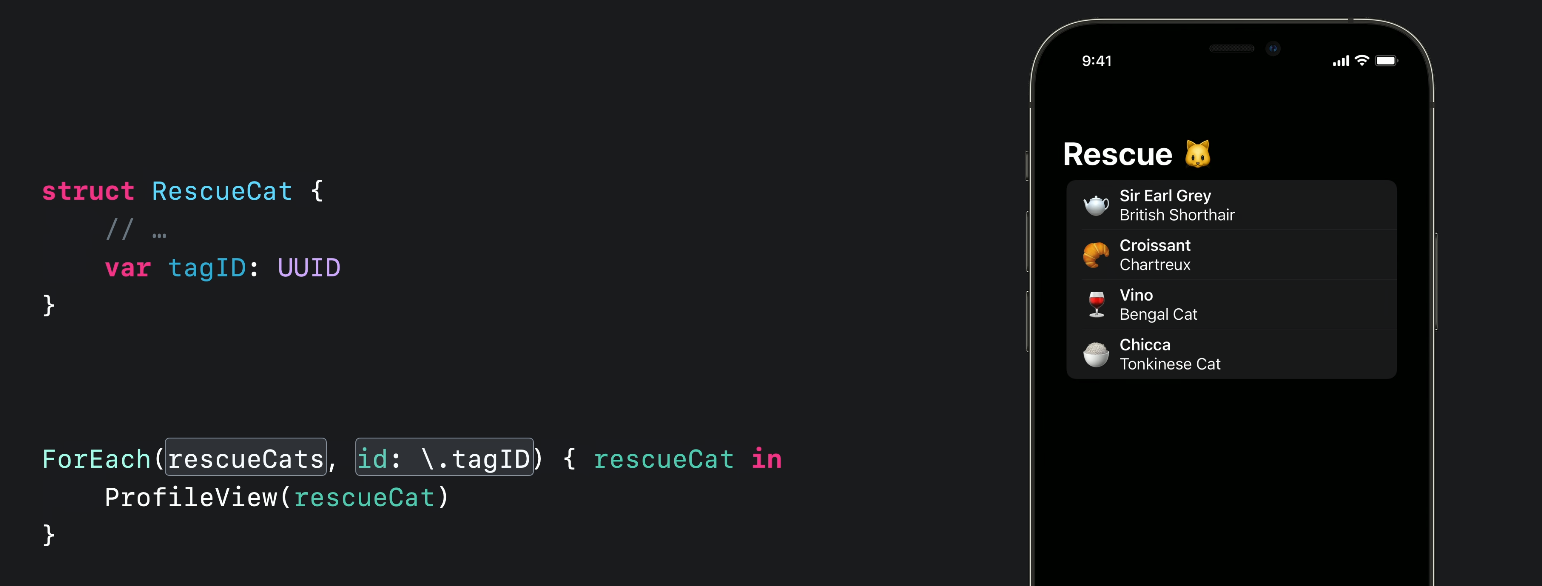 struct RescueCat {
// …
var tagID: UUID
}
ForEach(rescueCats, id: \.tagID) { rescueCat in
ProfileView(rescueCat)
}
9:41
Rescue 🐱
Sir Earl Grey
British Shorthair
Croissant
Chartreux
Vino
Bengal Cat
Chicca
Tonkinese Cat